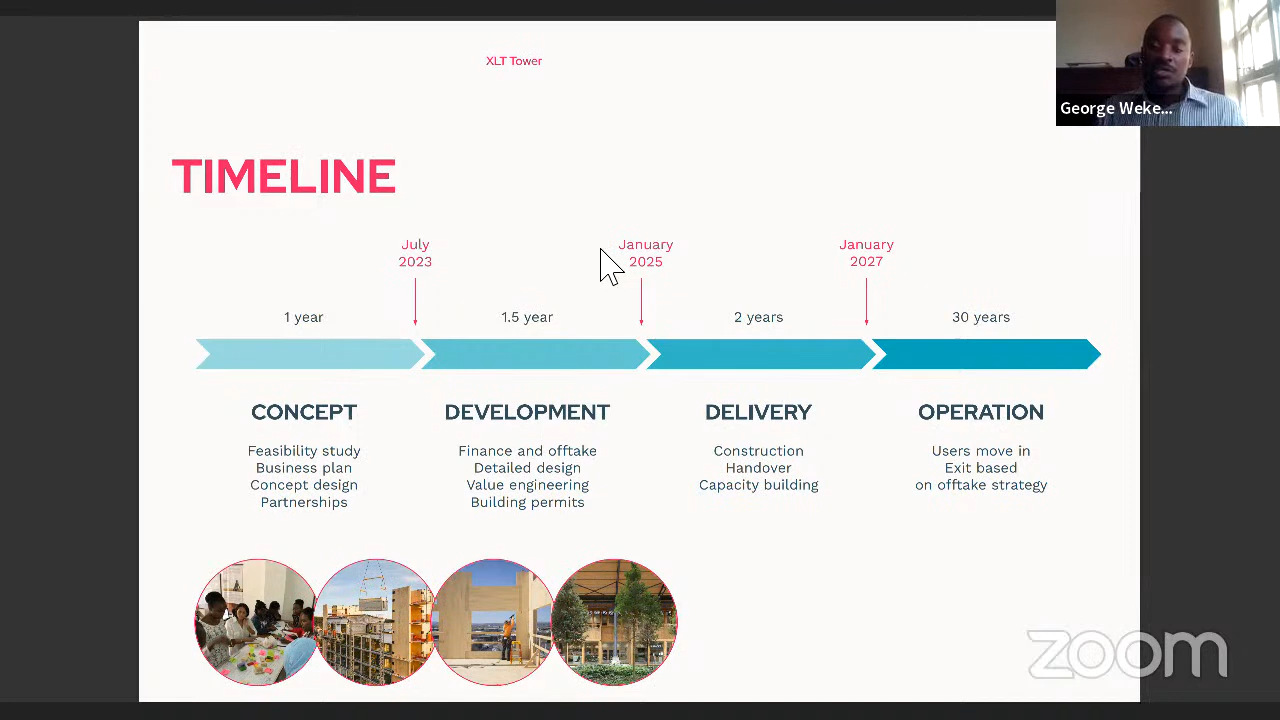 XLT Tower
George Weke...
TIMELINE
July
2023
January
2025
January
2027
1 year
1.5 year
2 years
30 years
CONCEPT
Feasibility study
Business plan
Concept design
Partnerships
DEVELOPMENT
Finance and offtake
Detailed design
Value engineering
Building permits
DELIVERY
Construction
Handover
Capacity building
OPERATION
Users move in
Exit based
on offtake strategy
zoom